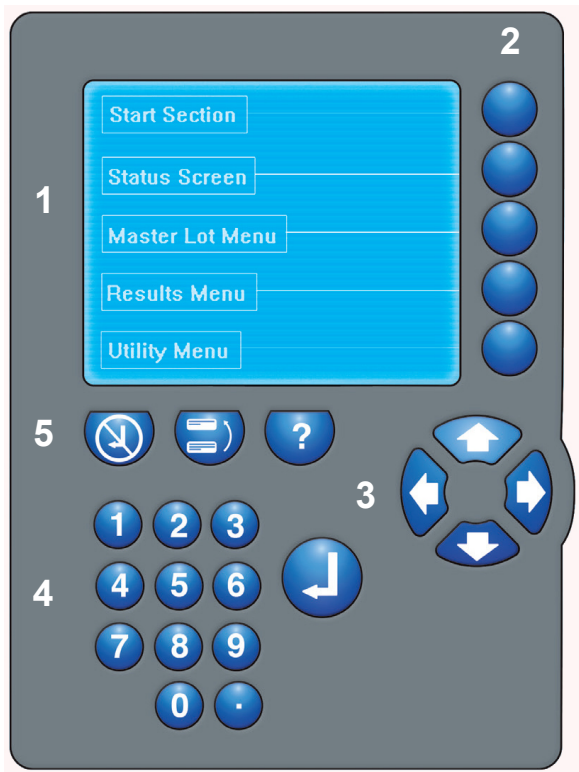 2
1
Start Section
Status Screen
Master Lot Menu
Results Menu
Utility Menu
5
?
3
4
1 2 3
4 5 6
7 8 9
0 .